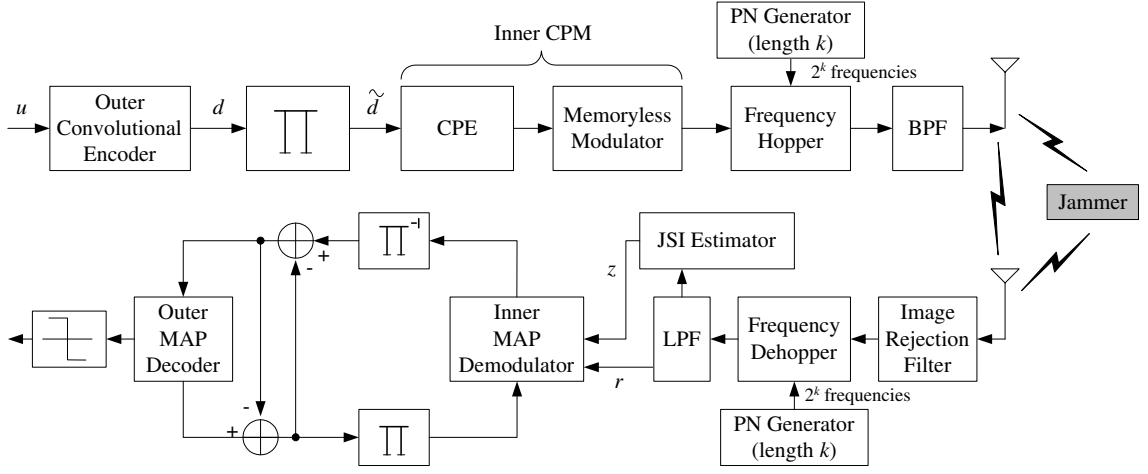 Inner CPM
PN Generator
(length k)
2^k frequencies
u
Outer
Convolutional
Encoder
d
∏
d̃
CPE
Memoryless
Modulator
Frequency
Hopper
BPF
Jammer
∏⁻¹
+
-
JSI Estimator
z
Outer
MAP
Decoder
Inner
MAP
Demodulator
LPF
Frequency
Dehopper
Image
Rejection
Filter
r
2^k frequencies
-
+
∏
PN Generator
(length k)